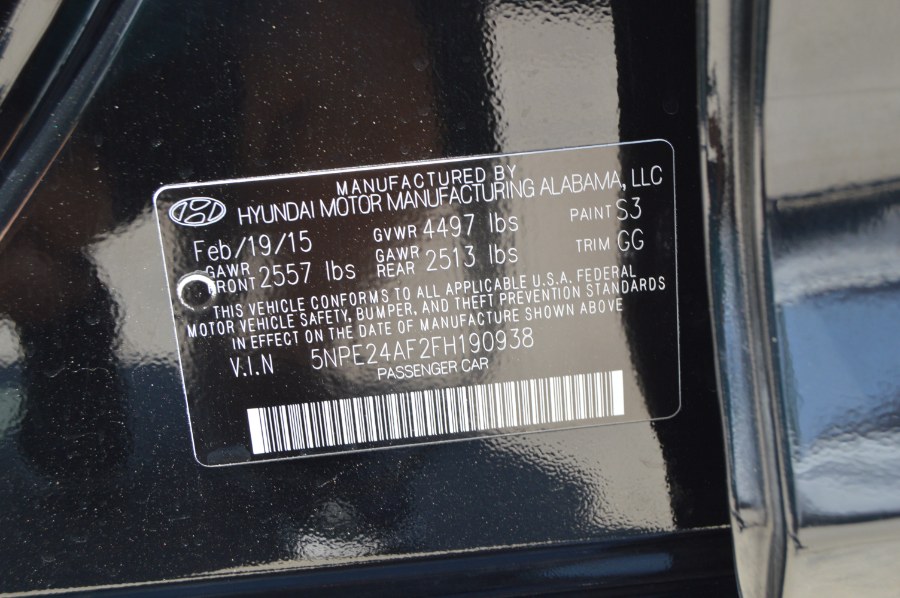 MANUFACTURED BY
HYUNDAI MOTOR MANUFACTURING ALABAMA, LLC
Feb/19/15 GVWR 4497 lbs PAINT S3
GAWR FRONT 2557 lbs GAWR REAR 2513 lbs TRIM GG
THIS VEHICLE CONFORMS TO ALL APPLICABLE U.S.A. FEDERAL
MOTOR VEHICLE SAFETY, BUMPER, AND THEFT PREVENTION STANDARDS
IN EFFECT ON THE DATE OF MANUFACTURE SHOWN ABOVE
V.I.N 5NPE24AF2FH190938
PASSENGER CAR